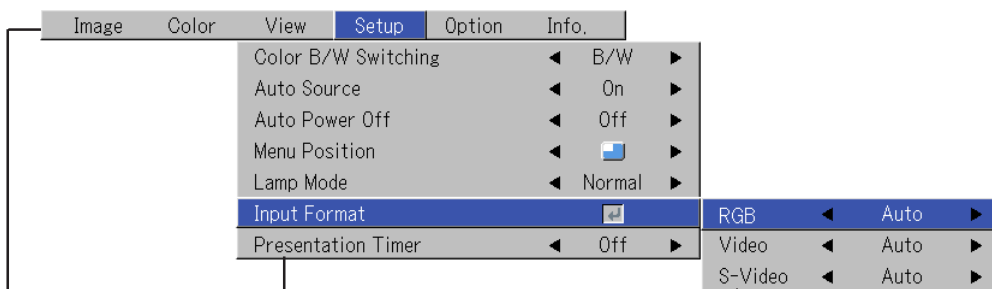 Image Color View Setup Option Info.
Color B/W Switching B/W
Auto Source On
Auto Power Off Off
Menu Position
Lamp Mode Normal
Input Format RGB Auto
Presentation Timer Off Video Auto
S-Video Auto